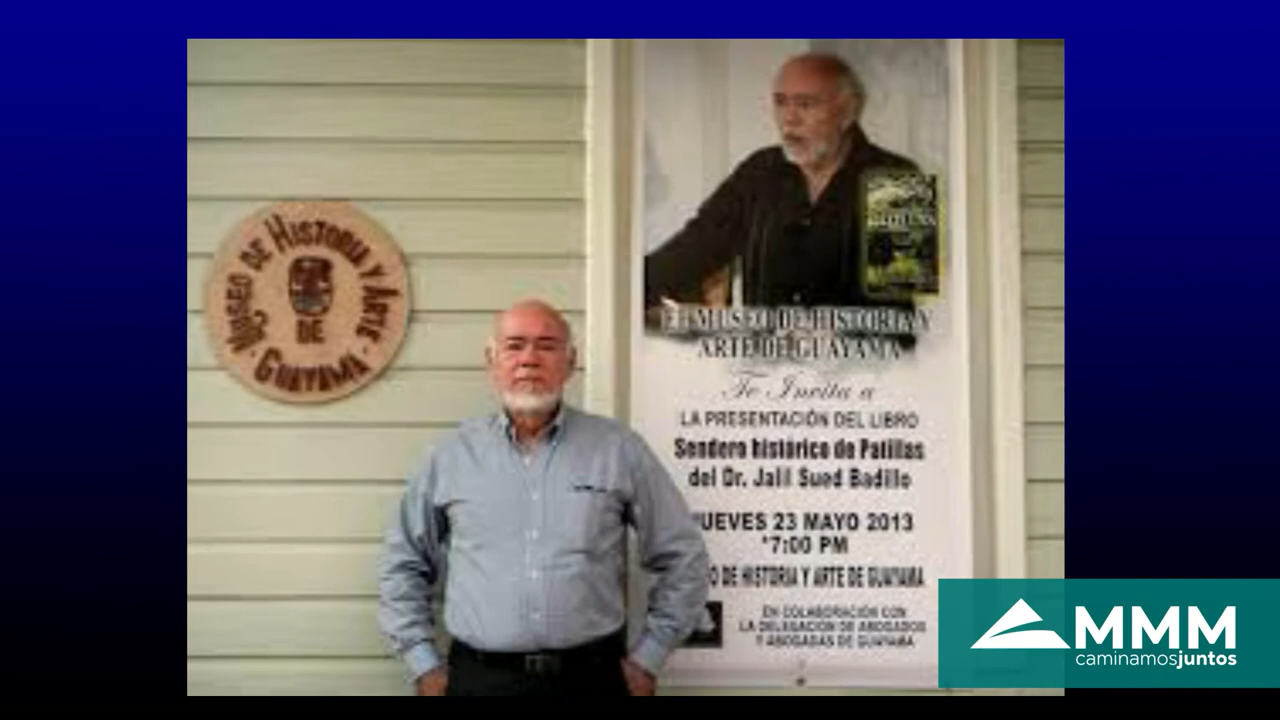 MUSEO DE HISTORIA Y ARTE
DE
GUAYAMA
EL MUSEO DE HISTORIA Y
ARTE DE GUAYAMA
Te Invita a
LA PRESENTACIÓN DEL LIBRO
Sendero histórico de Patillas
del Dr. Jalil Sued Badillo
JUEVES 23 MAYO 2013
*7:00 PM
DE HISTORIA Y ARTE DE GUAYAMA
EN COLABORACIÓN CON
LA DELEGACIÓN DE ABOGADOS
Y ABOGADAS DE GUAYAMA
MMM
caminamosjuntos